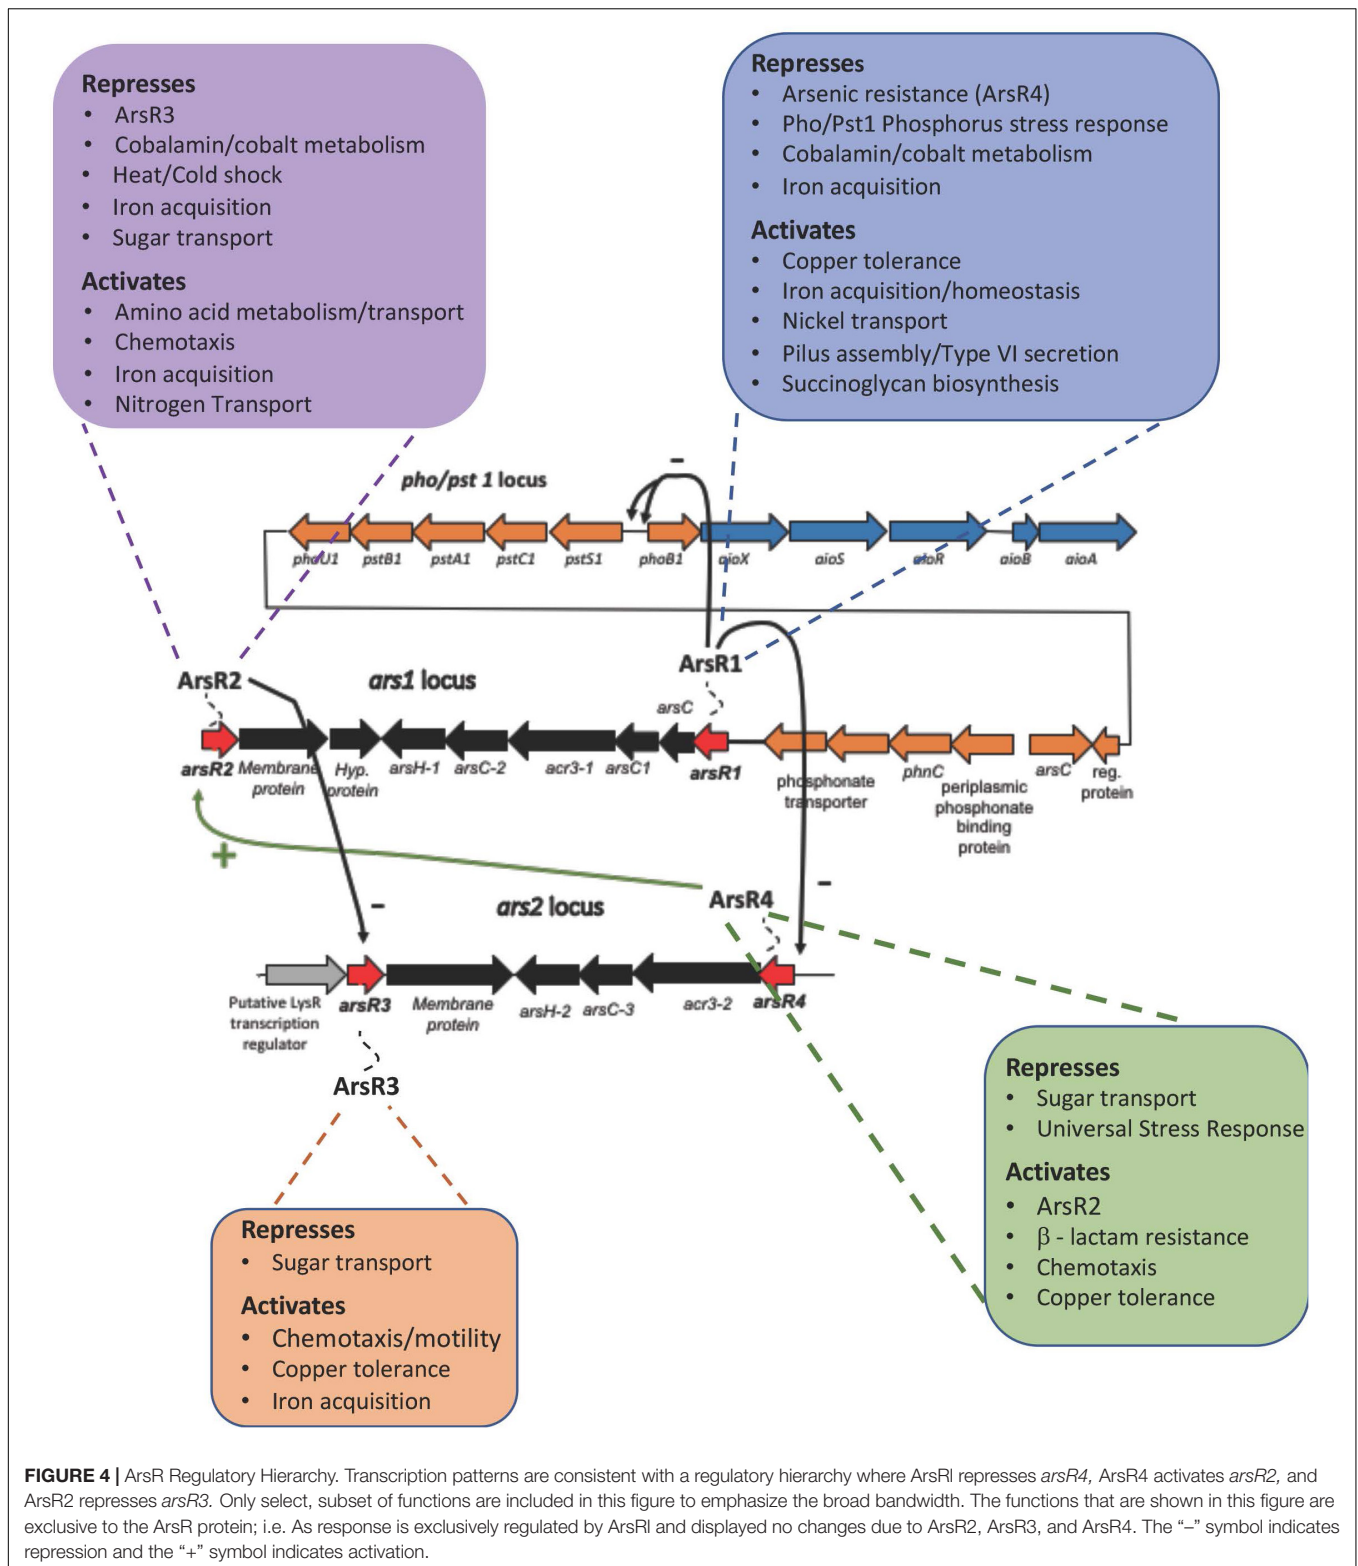 Represses
• ArsR3
• Cobalamin/cobalt metabolism
• Heat/Cold shock
• Iron acquisition
• Sugar transport
Activates
• Amino acid metabolism/transport
• Chemotaxis
• Iron acquisition
• Nitrogen Transport
Represses
• Arsenic resistance (ArsR4)
• Pho/Pst1 Phosphorus stress response
• Cobalamin/cobalt metabolism
• Iron acquisition
Activates
• Copper tolerance
• Iron acquisition/homeostasis
• Nickel transport
• Pilus assembly/Type VI secretion
• Succinoglycan biosynthesis
pho/pst 1 locus
–
phoU1 pstB1 pstA1 pstC1 pstS1 phoB1 aioX aioS aioR aioB aioA
ArsR2
ars1 locus
ArsR1
arsC
arsR2 Membrane protein Hyp. protein arsH-1 arsC-2 acr3-1 arsC1 arsR1
phosphonate transporter phnC periplasmic phosphonate binding protein arsC reg. protein
+
–
ars2 locus
ArsR4
–
Putative LysR transcription regulator arsR3 Membrane protein arsH-2 arsC-3 acr3-2 arsR4
ArsR3
Represses
• Sugar transport
Activates
• Chemotaxis/motility
• Copper tolerance
• Iron acquisition
Represses
• Sugar transport
• Universal Stress Response
Activates
• ArsR2
• β - lactam resistance
• Chemotaxis
• Copper tolerance
FIGURE 4 | ArsR Regulatory Hierarchy. Transcription patterns are consistent with a regulatory hierarchy where ArsRl represses arsR4, ArsR4 activates arsR2, and
ArsR2 represses arsR3. Only select, subset of functions are included in this figure to emphasize the broad bandwidth. The functions that are shown in this figure are
exclusive to the ArsR protein; i.e. As response is exclusively regulated by ArsRl and displayed no changes due to ArsR2, ArsR3, and ArsR4. The “–” symbol indicates
repression and the “+” symbol indicates activation.